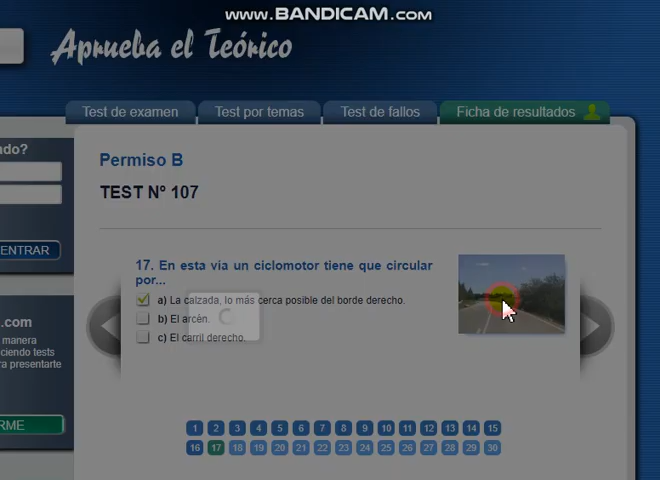 www.BANDICAM.com
Aprueba el Teórico
Test de examen
Test por temas
Test de fallos
Ficha de resultados
ndo?
ENTRAR
.com
manera
ciendo tests
ra presentarte
RME
Permiso B
TEST Nº 107
17. En esta vía un ciclomotor tiene que circular
por...
a) La calzada, lo más cerca posible del borde derecho.
b) El arcén.
c) El carril derecho.
1 2 3 4 5 6 7 8 9 10 11 12 13 14 15
16 17 18 19 20 21 22 23 24 25 26 27 28 29 30